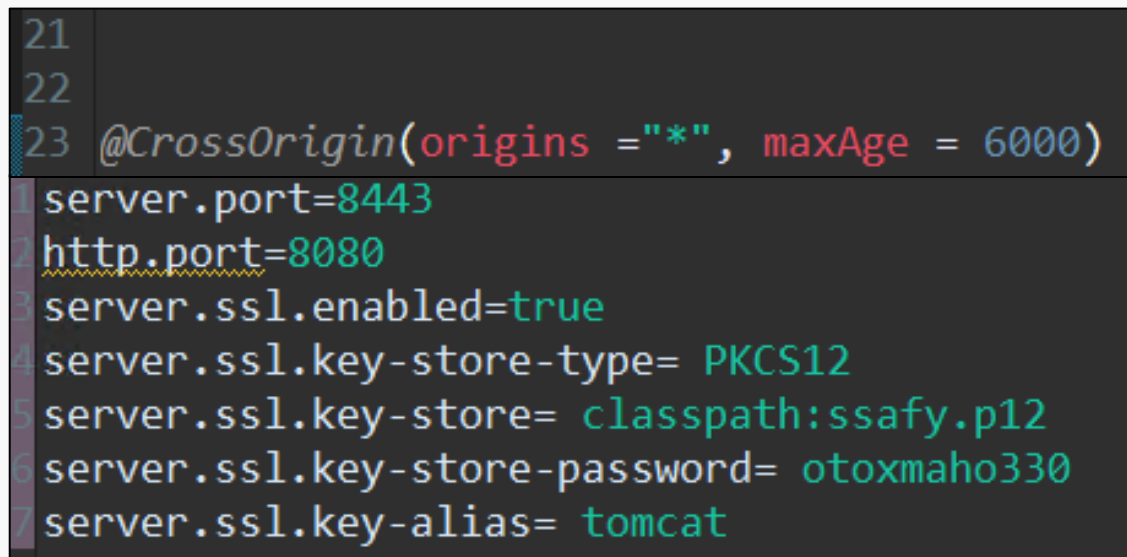 21
22
23 @CrossOrigin(origins ="*", maxAge = 6000)
1 server.port=8443
2 http.port=8080
3 server.ssl.enabled=true
4 server.ssl.key-store-type= PKCS12
5 server.ssl.key-store= classpath:ssafy.p12
6 server.ssl.key-store-password= otoxmaho330
7 server.ssl.key-alias= tomcat